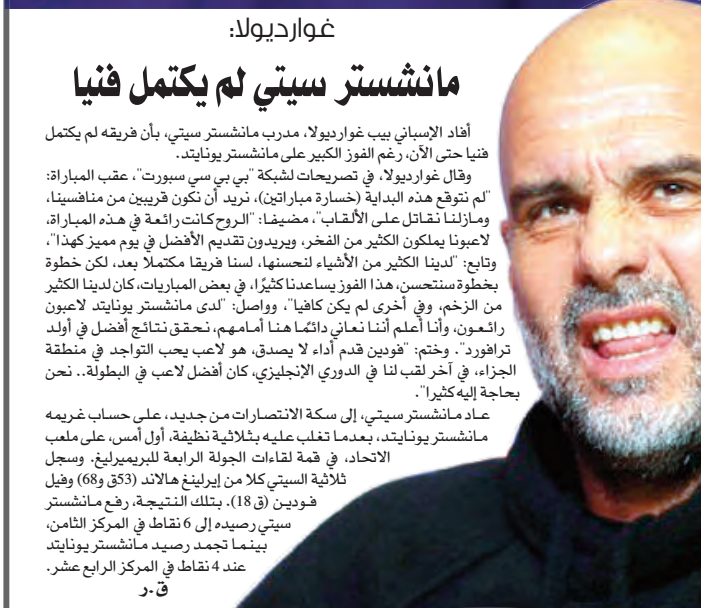 غوارديولا:
مانشستر سيتي لم يكتمل فنيا
أفاد الإسباني بيب غوارديولا، مدرب مانشستر سيتي، بأن فريقه لم يكتمل
فنيا حتى الآن، رغم الفوز الكبير على مانشستر يونايتد.
وقال غوارديولا، في تصريحات لشبكة "بي بي سي سبورت"، عقب المباراة:
"لم نتوقع هذه البداية (خسارة مباراتين)، نريد أن نكون قريبين من منافسينا،
ومازلنا نقاتل على الألقاب"، مضيفا: "الروح كانت رائعة في هذه المباراة،
لاعبونا يملكون الكثير من الفخر، ويريدون تقديم الأفضل في يوم مميز كهذا"،
وتابع: "لدينا الكثير من الأشياء لنحسنها، لسنا فريقا مكتملا بعد، لكن خطوة
بخطوة سنتحسن، هذا الفوز يساعدنا كثيرًا، في بعض المباريات، كان لدينا الكثير
من الزخم، وفي أخرى لم يكن كافيا"، وواصل: "لدى مانشستر يونايتد لاعبون
رائعون، وأنا أعلم أننا نعاني دائمًا هنا أمامهم، نحقق نتائج أفضل في أولد
ترافورد". وختم: "فودين قدم أداء لا يصدق، هو لاعب يحب التواجد في منطقة
الجزاء، في آخر لقب لنا في الدوري الإنجليزي، كان أفضل لاعب في البطولة.. نحن
بحاجة إليه كثيرا".
عاد مانشستر سيتي، إلى سكة الانتصارات من جديد، على حساب غريمه
مانشستر يونايتد، بعدما تغلب عليه بثلاثية نظيفة، أول أمس، على ملعب
الاتحاد، في قمة لقاءات الجولة الرابعة للبريميرليغ. وسجل
ثلاثية السيتي كلا من إيرلينغ هالاند (53ق و68) وفيل
فودين (ق 18). بتلك النتيجة، رفع مانشستر
سيتي رصيده إلى 6 نقاط في المركز الثامن،
بينما تجمد رصيد مانشستر يونايتد
عند 4 نقاط في المركز الرابع عشر.
ق.ر